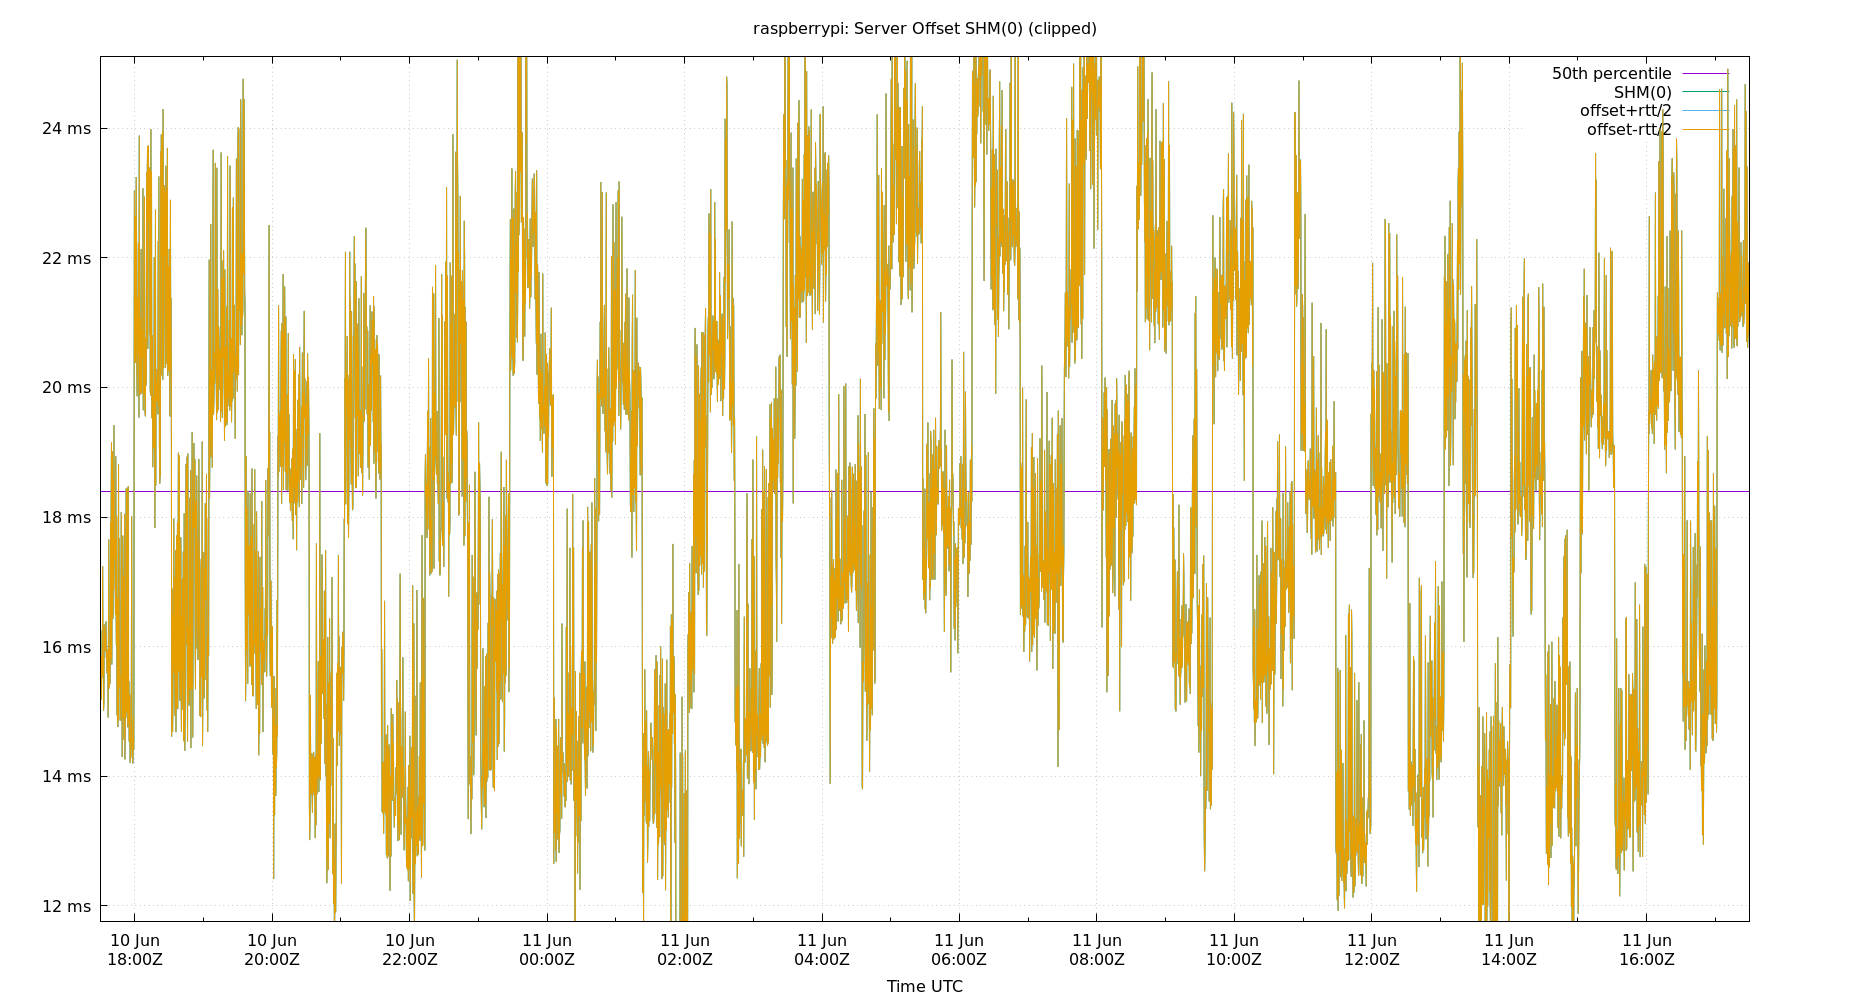 raspberrypi: Server Offset SHM(0) (clipped)
50th percentile
SHM(0)
offset+rtt/2
offset-rtt/2
24 ms
22 ms
20 ms
18 ms
16 ms
14 ms
12 ms
10 Jun 10 Jun 10 Jun 11 Jun 11 Jun 11 Jun 11 Jun 11 Jun 11 Jun 11 Jun 11 Jun 11 Jun
18:00Z 20:00Z 22:00Z 00:00Z 02:00Z 04:00Z 06:00Z 08:00Z 10:00Z 12:00Z 14:00Z 16:00Z
Time UTC